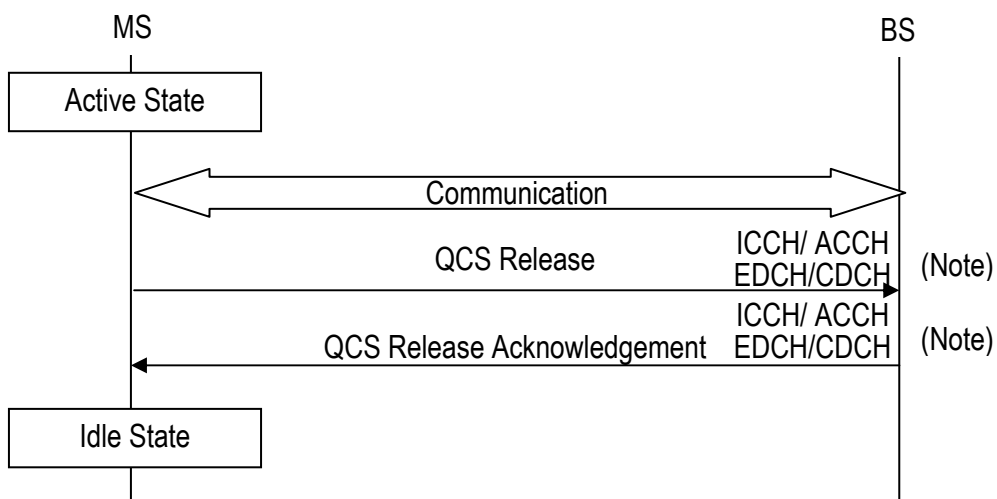 MS
BS
Active State
Communication
QCS Release
ICCH/ ACCH
EDCH/CDCH
(Note)
QCS Release Acknowledgement
ICCH/ ACCH
EDCH/CDCH
(Note)
Idle State